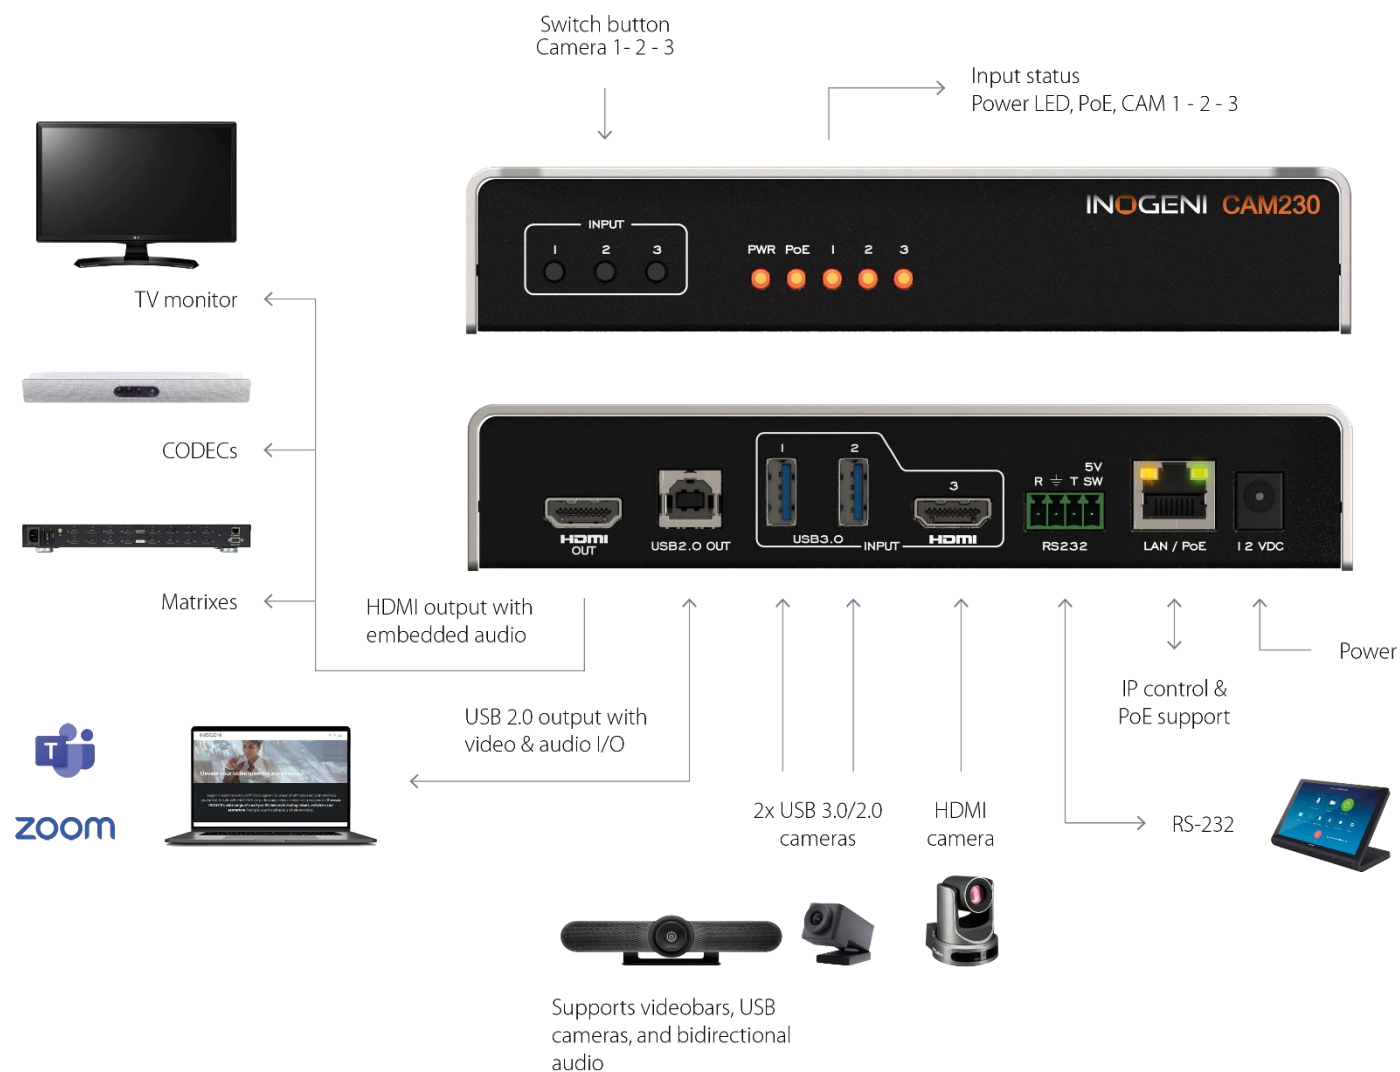 Switch button
Camera 1- 2 - 3
Input status
Power LED, PoE, CAM 1 - 2 - 3
INOGENI CAM230
INPUT
1 2 3
PWR PoE 1 2 3
TV monitor
CODECs
Matrixes
1 2
3
5V
R T SW
HDMI
OUT
USB2.0 OUT
USB3.0
INPUT
HDMI
RS232
LAN / PoE
12 VDC
HDMI output with
embedded audio
Power
IP control &
PoE support
USB 2.0 output with
video & audio I/O
INOGENI
T
zoom
2x USB 3.0/2.0
cameras
HDMI
camera
RS-232
Supports videobars, USB
cameras, and bidirectional
audio